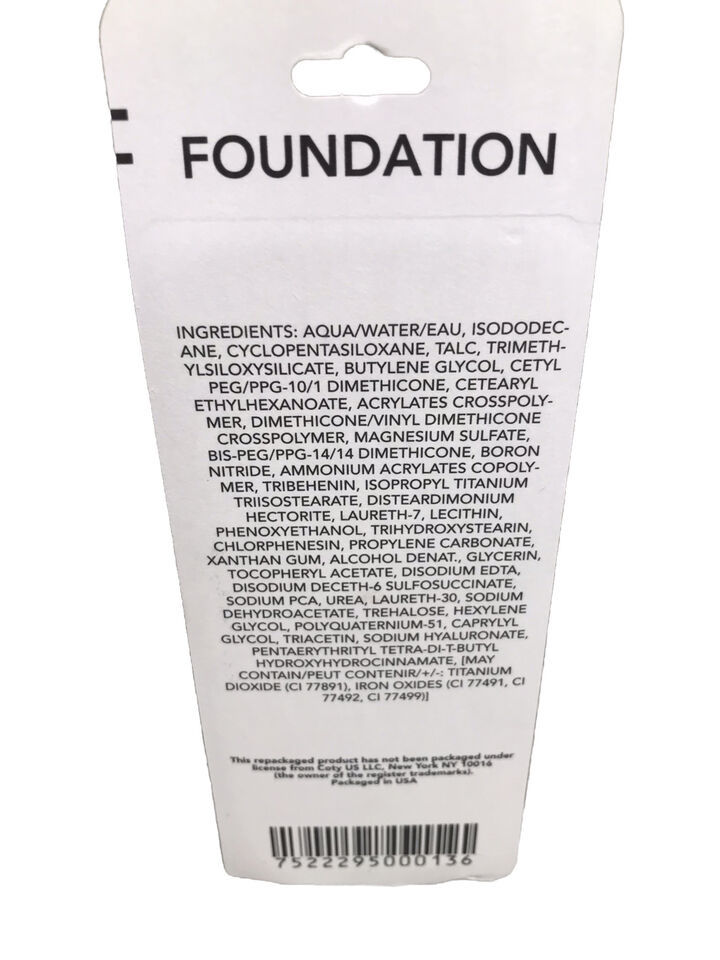 E
FOUNDATION
INGREDIENTS: AQUA/WATER/EAU, ISODODEC-
ANE, CYCLOPENTASILOXANE, TALC, TRIMETH-
YLSILOXYSILICATE, BUTYLENE GLYCOL, CETYL
PEG/PPG-10/1 DIMETHICONE, CETEARYL
ETHYLHEXANOATE, ACRYLATES CROSSPOLY-
MER, DIMETHICONE/VINYL DIMETHICONE
CROSSPOLYMER, MAGNESIUM SULFATE,
BIS-PEG/PPG-14/14 DIMETHICONE, BORON
NITRIDE, AMMONIUM ACRYLATES COPOLY-
MER, TRIBEHENIN, ISOPROPYL TITANIUM
TRIISOSTEARATE, DISTEARDIMONIUM
HECTORITE, LAURETH-7, LECITHIN,
PHENOXYETHANOL, TRIHYDROXYSTEARIN,
CHLORPHENESIN, PROPYLENE CARBONATE,
XANTHAN GUM, ALCOHOL DENAT., GLYCERIN,
TOCOPHERYL ACETATE, DISODIUM EDTA,
DISODIUM DECETH-6 SULFOSUCCINATE,
SODIUM PCA, UREA, LAURETH-30, SODIUM
DEHYDROACETATE, TREHALOSE, HEXYLENE
GLYCOL, POLYQUATERNIUM-51, CAPRYLYL
GLYCOL, TRIACETIN, SODIUM HYALURONATE,
PENTAERYTHRITYL TETRA-DI-T-BUTYL
HYDROXYHYDROCINNAMATE, [MAY
CONTAIN/PEUT CONTENIR/+/-: TITANIUM
DIOXIDE (CI 77891), IRON OXIDES (CI 77491, CI
77492, CI 77499)]
This repackaged product has not been packaged under
license from Coty US LLC, New York NY 10016
(the owner of the register trademarks).
Packaged in USA
7522295000136